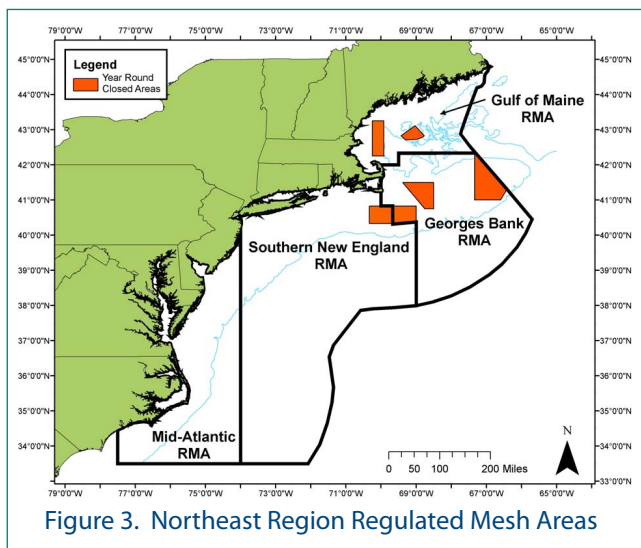 79°0'0"W 77°0'0"W 75°0'0"W 73°0'0"W 71°0'0"W 69°0'0"W 67°0'0"W 65°0'0"W
45°0'0"N
44°0'0"N
43°0'0"N
42°0'0"N
41°0'0"N
40°0'0"N
39°0'0"N
38°0'0"N
37°0'0"N
36°0'0"N
35°0'0"N
34°0'0"N
Legend
Year Round
Closed Areas
Gulf of Maine
RMA
Georges Bank
RMA
Southern New England
RMA
Mid-Atlantic
RMA
0 50 100 200 Miles
N
45°0'0"N
44°0'0"N
43°0'0"N
42°0'0"N
41°0'0"N
40°0'0"N
39°0'0"N
38°0'0"N
37°0'0"N
36°0'0"N
35°0'0"N
34°0'0"N
33°0'0"N
79°0'0"W 77°0'0"W 75°0'0"W 73°0'0"W 71°0'0"W 69°0'0"W 67°0'0"W 65°0'0"W
Figure 3. Northeast Region Regulated Mesh Areas